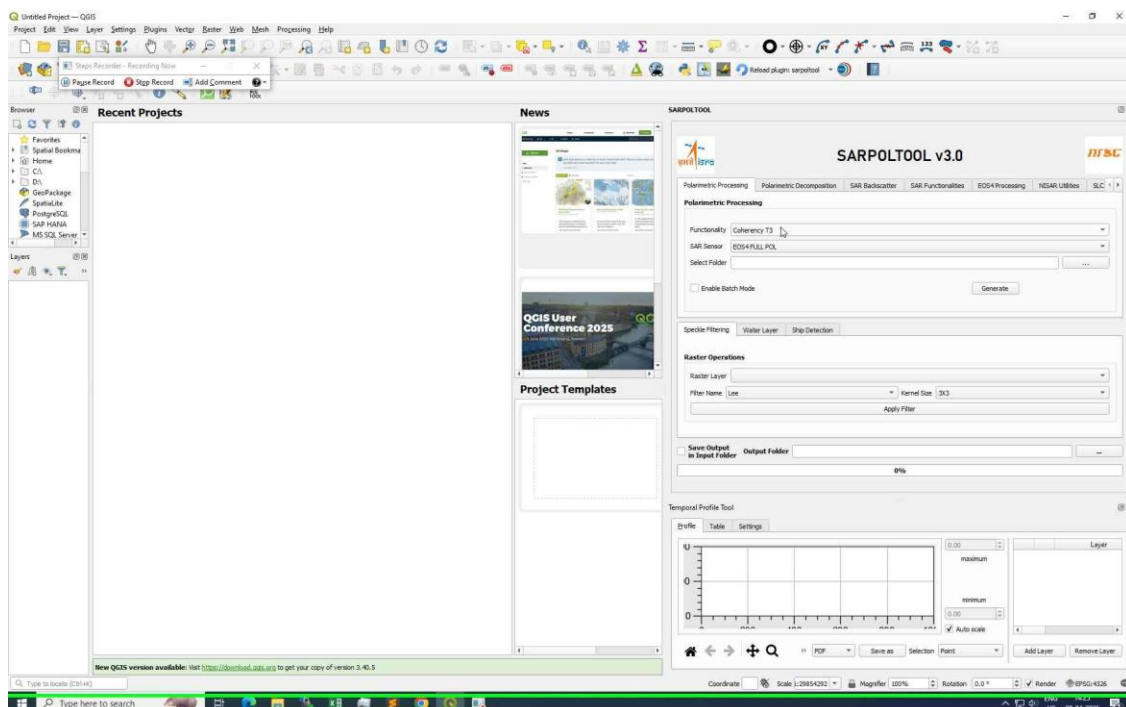 Untitled Project — QGIS
Project Edit View Layer Settings Plugins Vector Raster Web Mesh Processing Help
Steps Recorder - Recording Now
Reload plugin: sarpoltool
Pause Record Stop Record Add Comment
Browser
Favorites
Spatial Bookma
Home
C:\
D:\
GeoPackage
SpatiaLite
PostgreSQL
SAP HANA
MS SQL Server
Layers
Recent Projects
News
QGIS User
Conference 2025
Project Templates
New QGIS version available: Visit https://download.qgis.org to get your copy of version 3.40.5
SARPOLTOOL
इसरो isro
SARPOLTOOL v3.0
nrsc
Polarimetric Processing Polarimetric Decomposition SAR Badiscatter SAR Functionalities EOS4 Processing NISAR Utilities SLC
Polarimetric Processing
Functionality Coherency T3
SAR Sensor EOS4 FULL POL
Select Folder ...
Enable Batch Mode Generate
Speckle Filtering Water Layer Ship Detection
Raster Operations
Raster Layer
Filter Name Lee Kernel Size 3X3
Apply Filter
Save Output
in Input Folder Output Folder ...
0%
Temporal Profile Tool
Profile Table Settings
0.00
maximum
minimum
0.00
Auto scale
Layer
PDF Save as Selection Point Add Layer Remove Layer
Type to locate (Ctrl+K) Coordinate Scale 1:29854292 Magnifier 100% Rotation 0.0 ° Render EPSG:4326
Type here to search